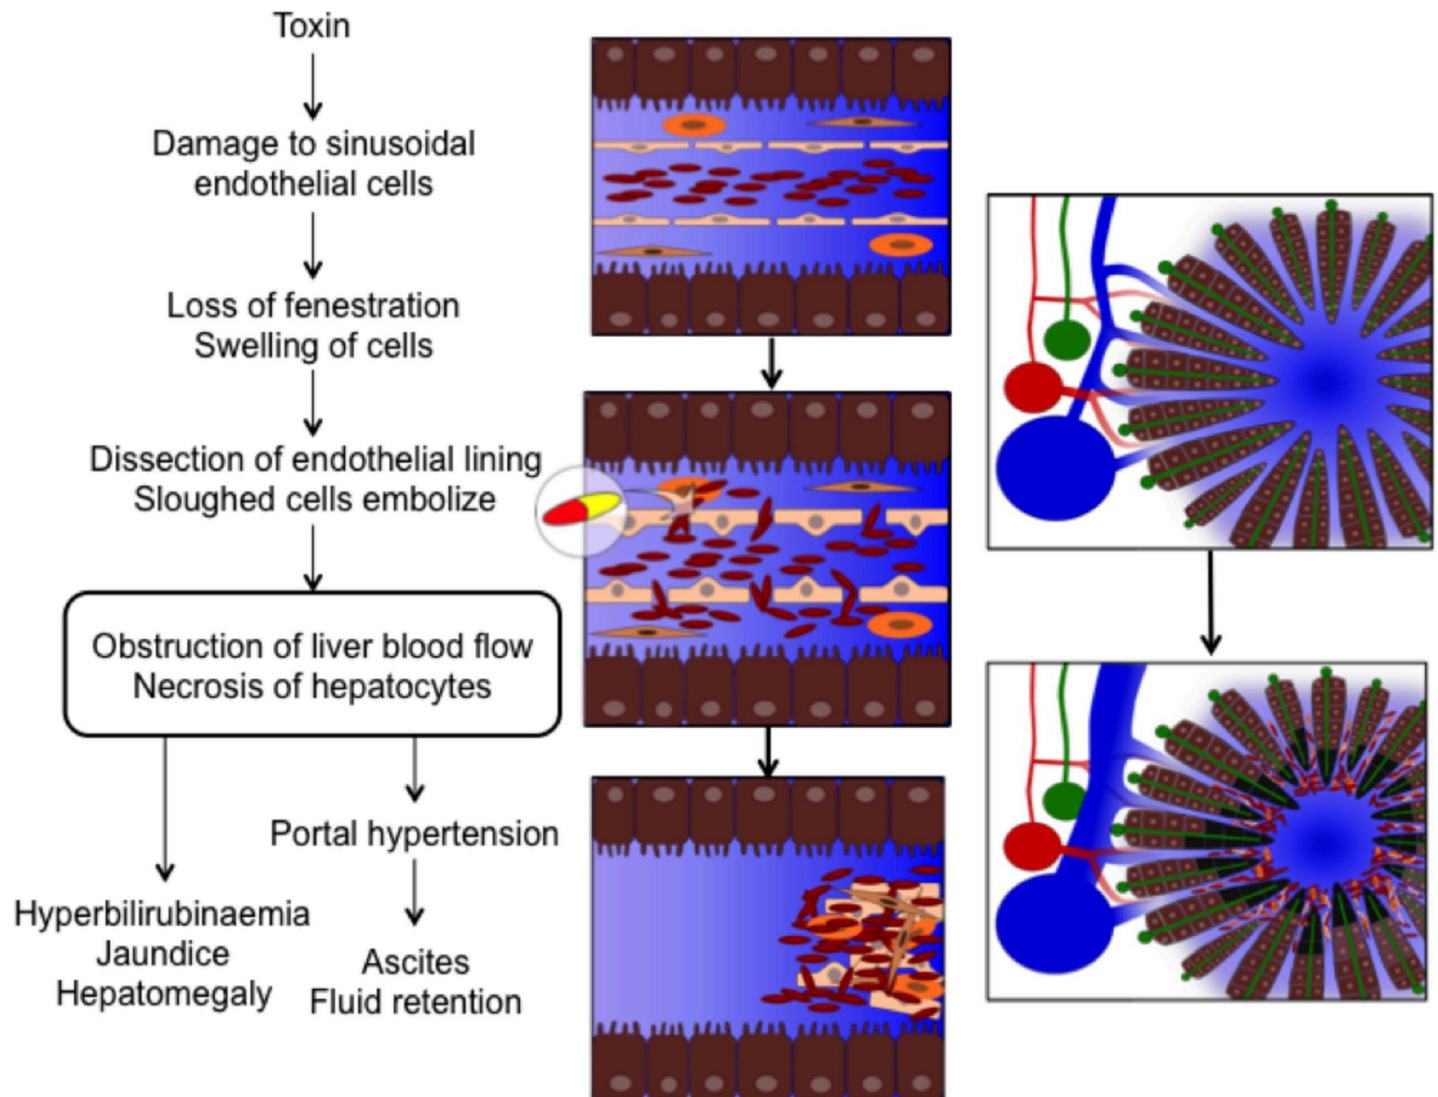 Toxin
Damage to sinusoidal
endothelial cells
Loss of fenestration
Swelling of cells
Dissection of endothelial lining
Sloughed cells embolize
Obstruction of liver blood flow
Necrosis of hepatocytes
Portal hypertension
Hyperbilirubinaemia
Jaundice
Hepatomegaly
Ascites
Fluid retention